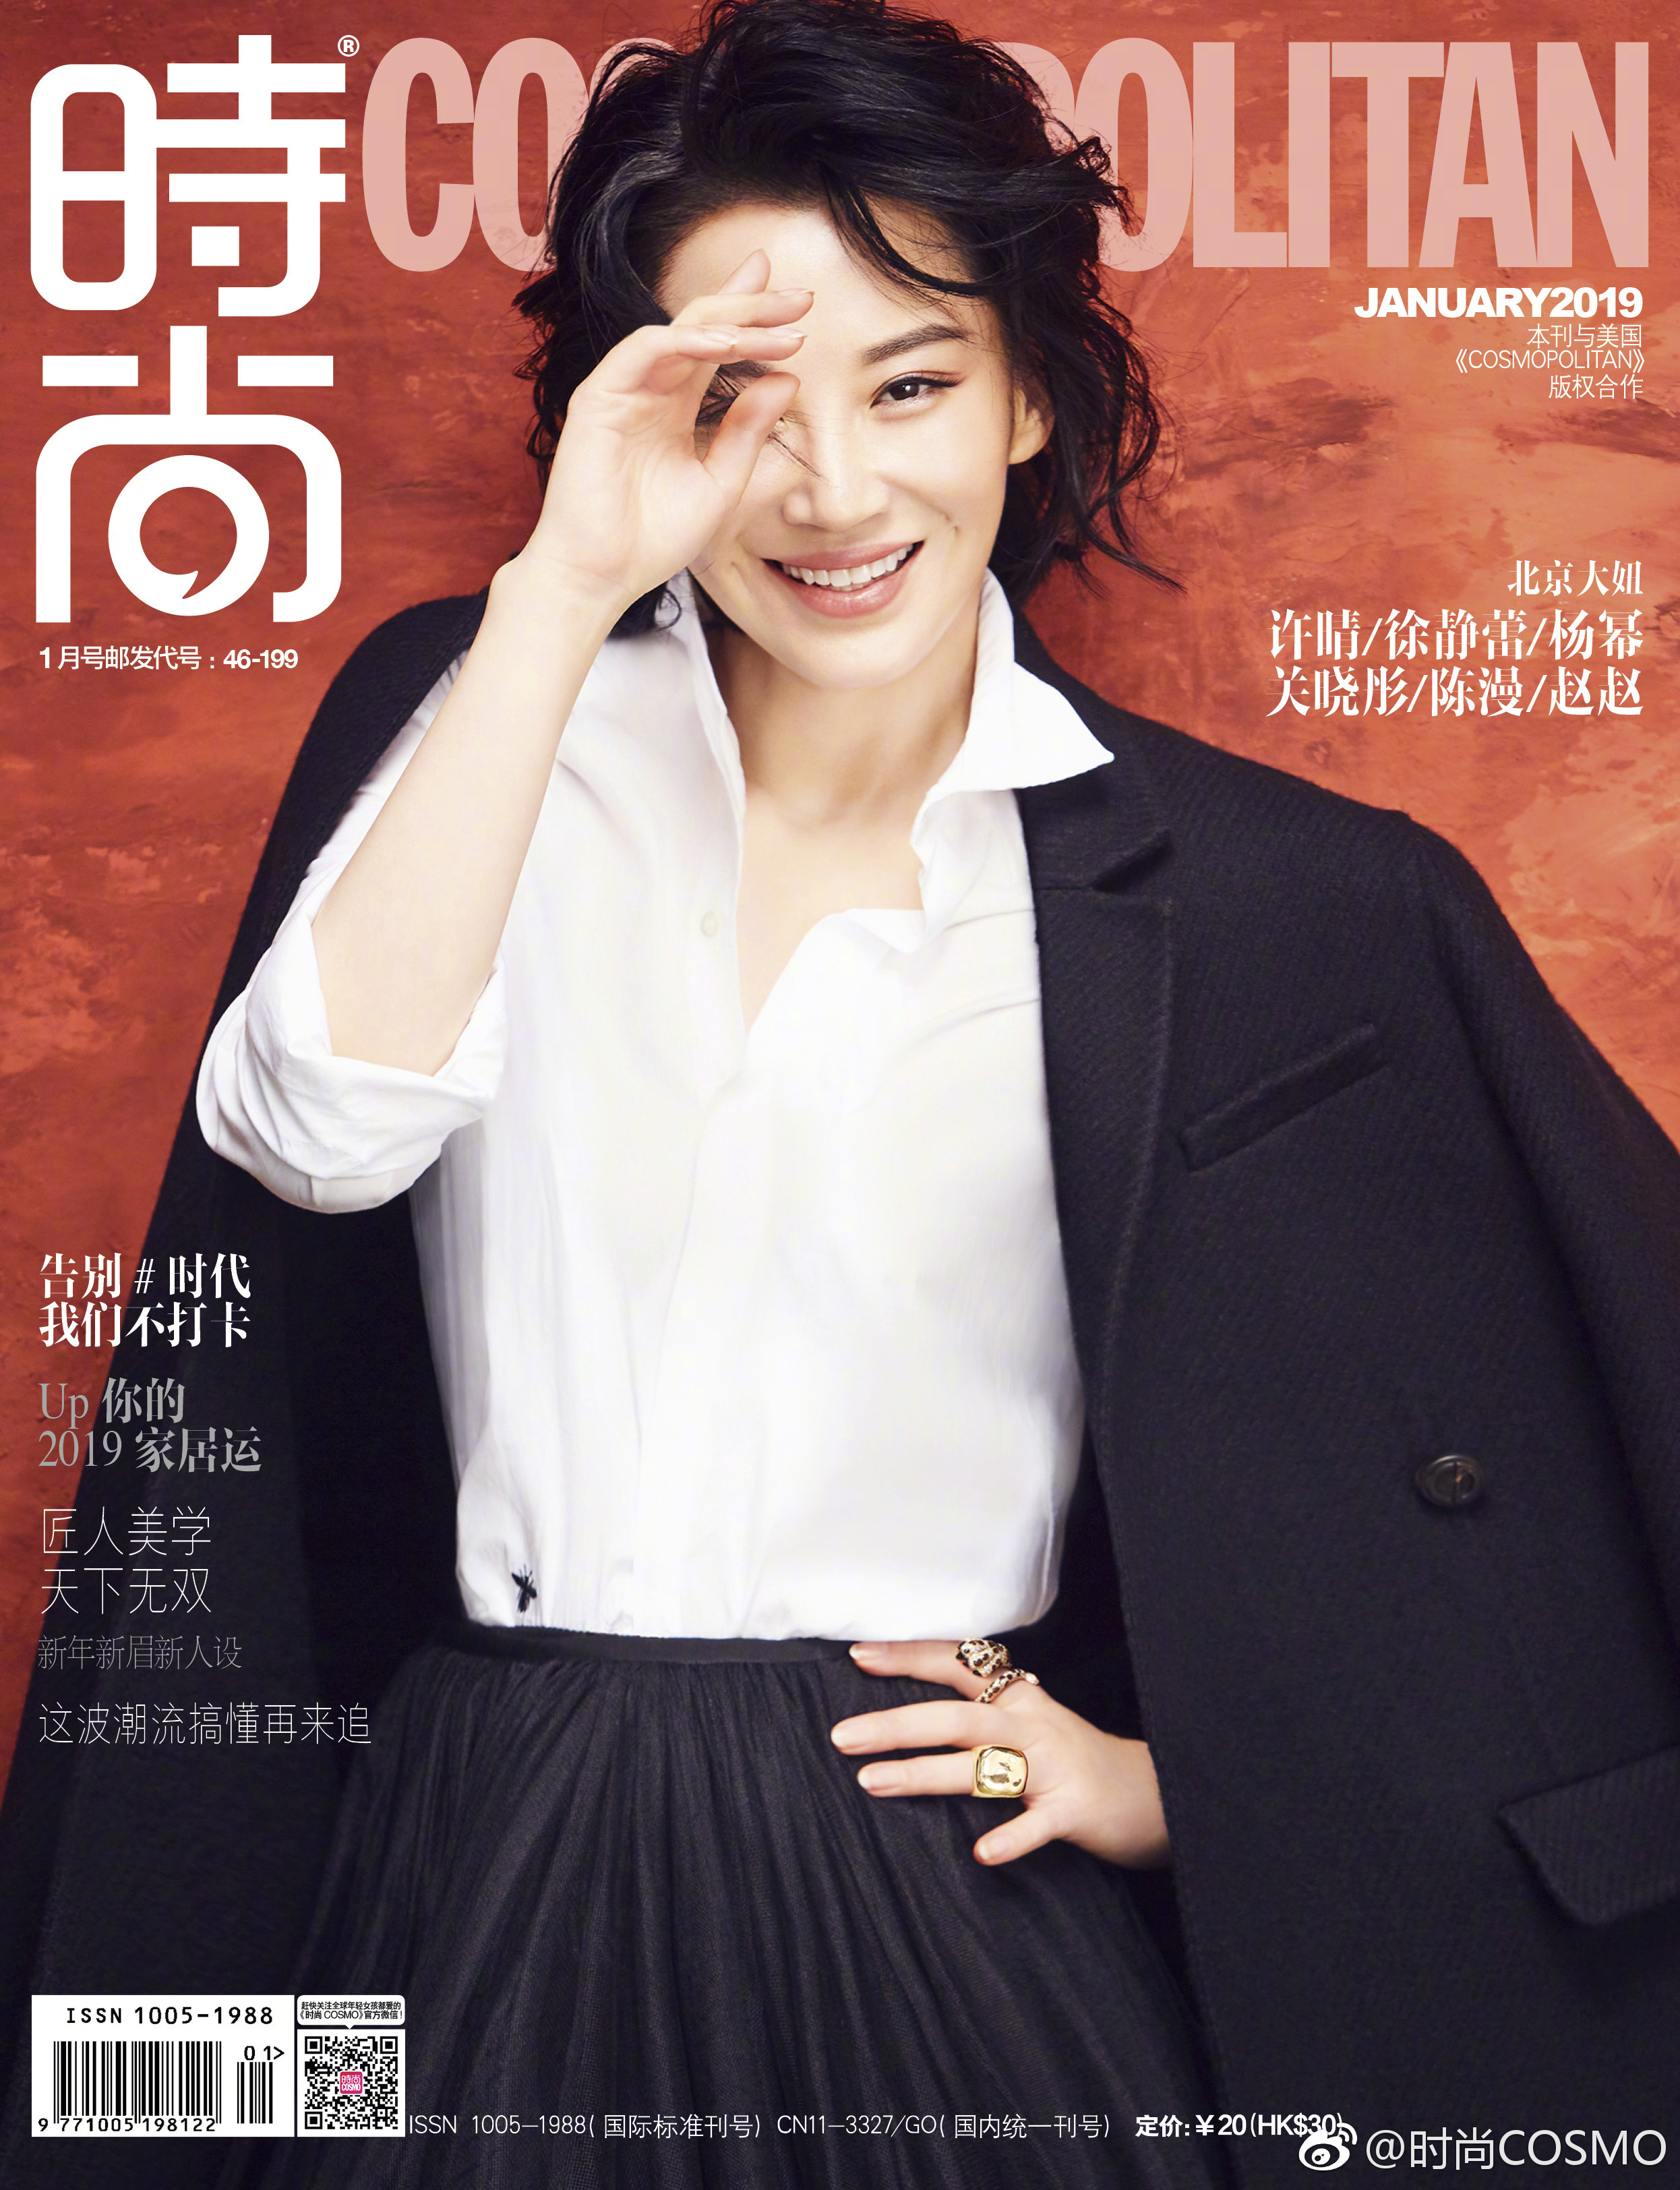 時尚®
COSMOPOLITAN
JANUARY2019
本刊与美国
《COSMOPOLITAN》
版权合作
1月号邮发代号：46-199
北京大妞
许晴/徐静蕾/杨幂
关晓彤/陈漫/赵赵
告别#时代
我们不打卡
Up 你的
2019 家居运
匠人美学
天下无双
新年新眉新人设
这波潮流搞懂再来追
ISSN 1005-1988
01>
9 771005 198122
赶快关注全球年轻女孩都爱的
《时尚 COSMO》官方微信！
時尚
COSMO
ISSN 1005-1988(国际标准刊号) CN11-3327/GO(国内统一刊号) 定价:￥20(HK$30)
@时尚COSMO